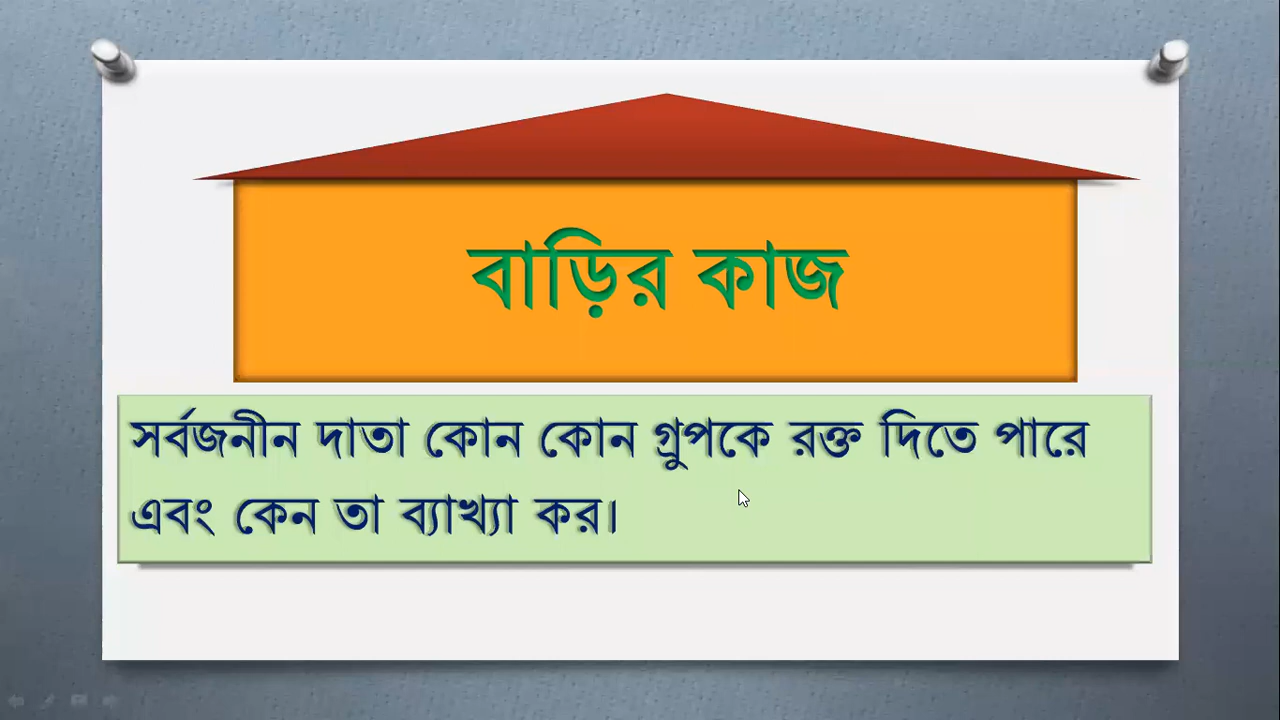 বাড়ির কাজ
সর্বজনীন দাতা কোন কোন গ্রুপকে রক্ত দিতে পারে
এবং কেন তা ব্যাখ্যা কর।